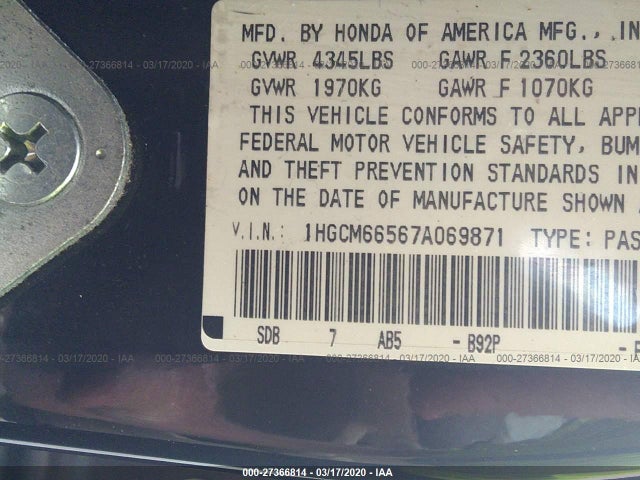 MFD. BY HONDA OF AMERICA MFG., IN
GVWR 4345LBS GAWR F 2360LBS
GVWR 1970KG GAWR F 1070KG
THIS VEHICLE CONFORMS TO ALL APPL
FEDERAL MOTOR VEHICLE SAFETY, BUM
AND THEFT PREVENTION STANDARDS IN
ON THE DATE OF MANUFACTURE SHOWN
V.I.N.: 1HGCM66567A069871 TYPE: PAS
SDB 7 AB5 - B92P -
000-27366814 - 03/17/2020 - IAA